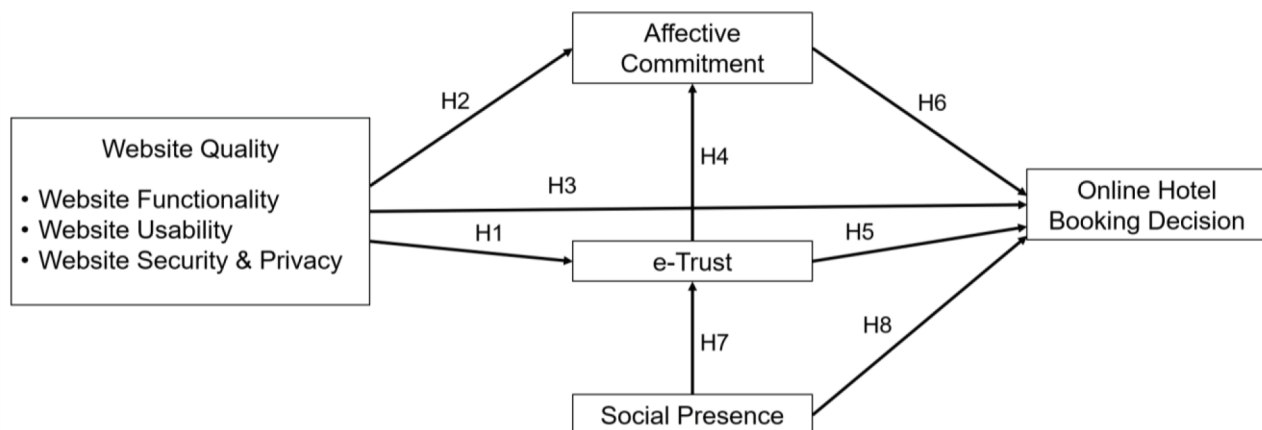 Affective
Commitment
H2
H6
Website Quality
• Website Functionality
• Website Usability
• Website Security & Privacy
H4
H3
Online Hotel
Booking Decision
H1
e-Trust
H5
H7
H8
Social Presence